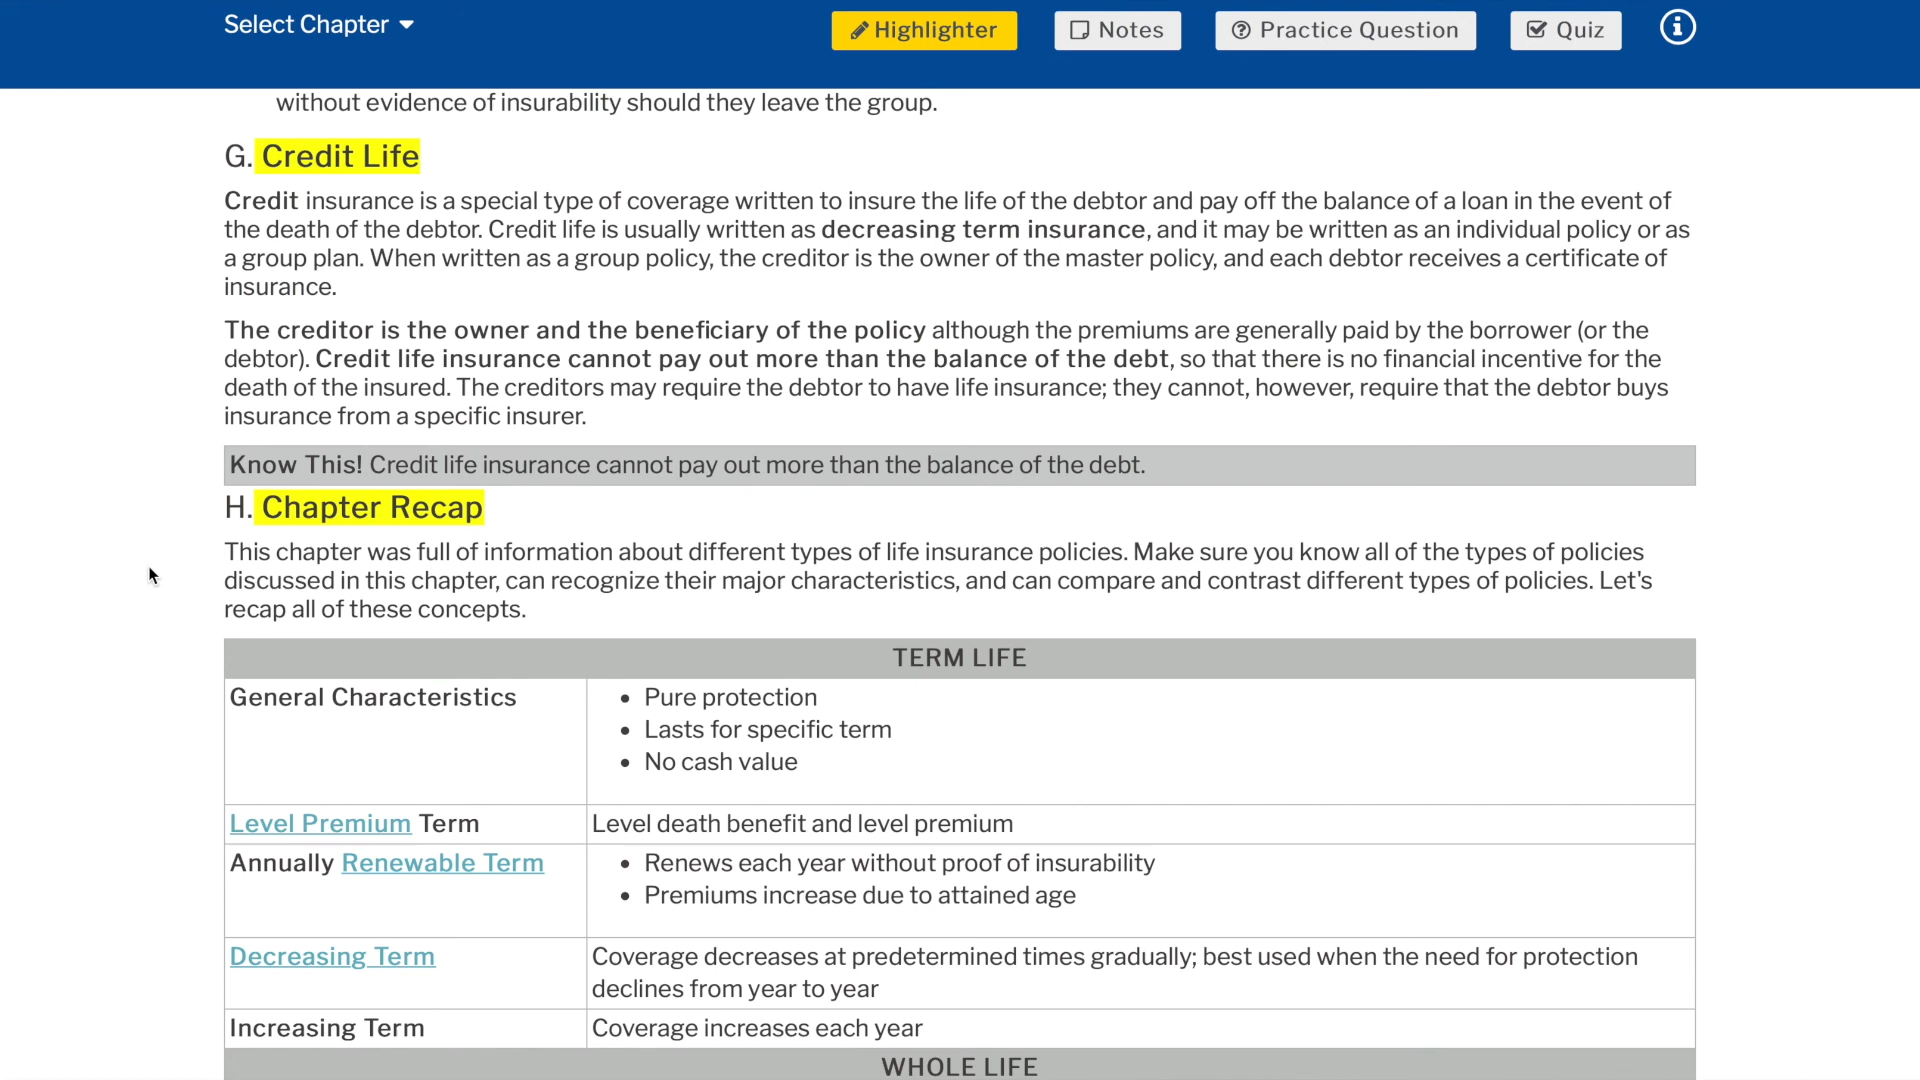 Select Chapter
Highlighter
Notes
Practice Question
Quiz
without evidence of insurability should they leave the group.
G. Credit Life
Credit insurance is a special type of coverage written to insure the life of the debtor and pay off the balance of a loan in the event of
the death of the debtor. Credit life is usually written as decreasing term insurance, and it may be written as an individual policy or as
a group plan. When written as a group policy, the creditor is the owner of the master policy, and each debtor receives a certificate of
insurance.
The creditor is the owner and the beneficiary of the policy although the premiums are generally paid by the borrower (or the
debtor). Credit life insurance cannot pay out more than the balance of the debt, so that there is no financial incentive for the
death of the insured. The creditors may require the debtor to have life insurance; they cannot, however, require that the debtor buys
insurance from a specific insurer.
Know This! Credit life insurance cannot pay out more than the balance of the debt.
H. Chapter Recap
This chapter was full of information about different types of life insurance policies. Make sure you know all of the types of policies
discussed in this chapter, can recognize their major characteristics, and can compare and contrast different types of policies. Let's
recap all of these concepts.
TERM LIFE
General Characteristics
• Pure protection
• Lasts for specific term
• No cash value
Level Premium Term
Level death benefit and level premium
Annually Renewable Term
• Renews each year without proof of insurability
• Premiums increase due to attained age
Decreasing Term
Coverage decreases at predetermined times gradually; best used when the need for protection
declines from year to year
Increasing Term
Coverage increases each year
WHOLE LIFE